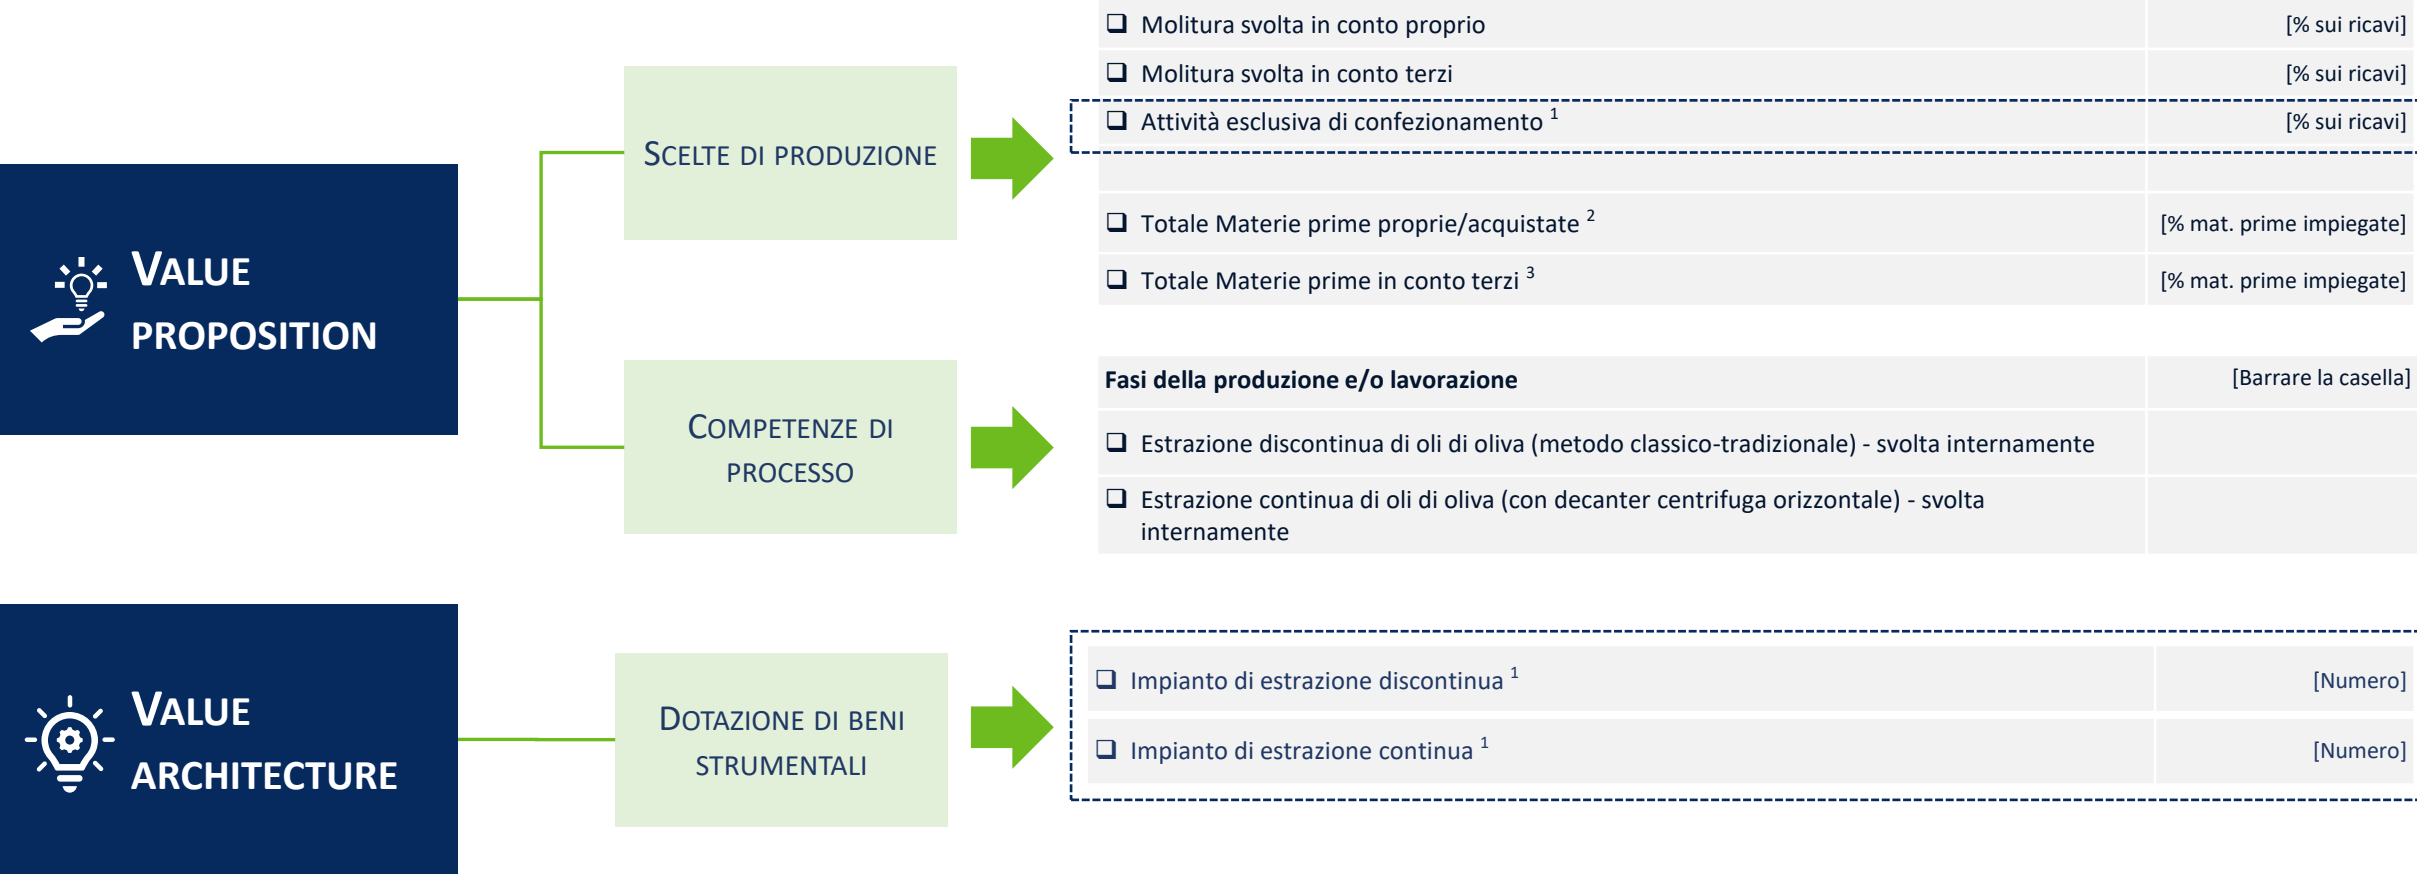 ❑ Molitura svolta in conto proprio [% sui ricavi]
❑ Molitura svolta in conto terzi [% sui ricavi]
❑ Attività esclusiva di confezionamento 1 [% sui ricavi]
❑ Totale Materie prime proprie/acquistate 2 [% mat. prime impiegate]
❑ Totale Materie prime in conto terzi 3 [% mat. prime impiegate]
SCELTE DI PRODUZIONE
VALUE
PROPOSITION
COMPETENZE DI
PROCESSO
Fasi della produzione e/o lavorazione [Barrare la casella]
❑ Estrazione discontinua di oli di oliva (metodo classico-tradizionale) - svolta internamente
❑ Estrazione continua di oli di oliva (con decanter centrifuga orizzontale) - svolta
internamente
VALUE
ARCHITECTURE
DOTAZIONE DI BENI
STRUMENTALI
❑ Impianto di estrazione discontinua 1 [Numero]
❑ Impianto di estrazione continua 1 [Numero]